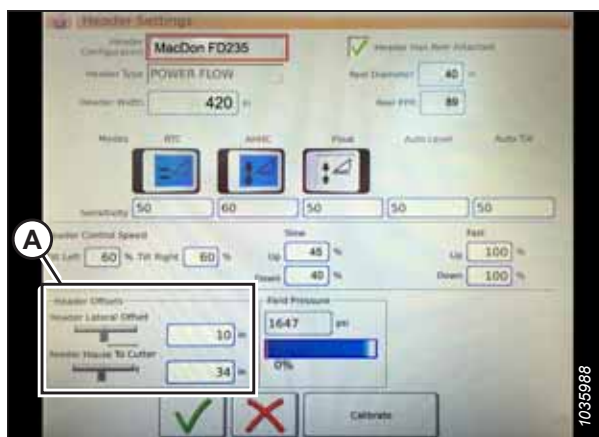 Header Settings
Header Configuration MacDon FD235 Header Has Reel Attached
Header Type POWER FLOW Reel Diameter 40 in
Header Width 420 in Reel PPR 89
Modes RTC AHHC Float Auto Level Auto Tilt
Sensitivity 50 60 50 50 50
Header Control Speed Slow Fast
Tilt Left 60 % Tilt Right 60 % Up 45 % Up 100 %
Down 40 % Down 100 %
A
Header Offsets Field Pressure
Header Lateral Offset 1647 psi
10 in
Feeder House To Cutter
34 in 0%
Calibrate
1035988